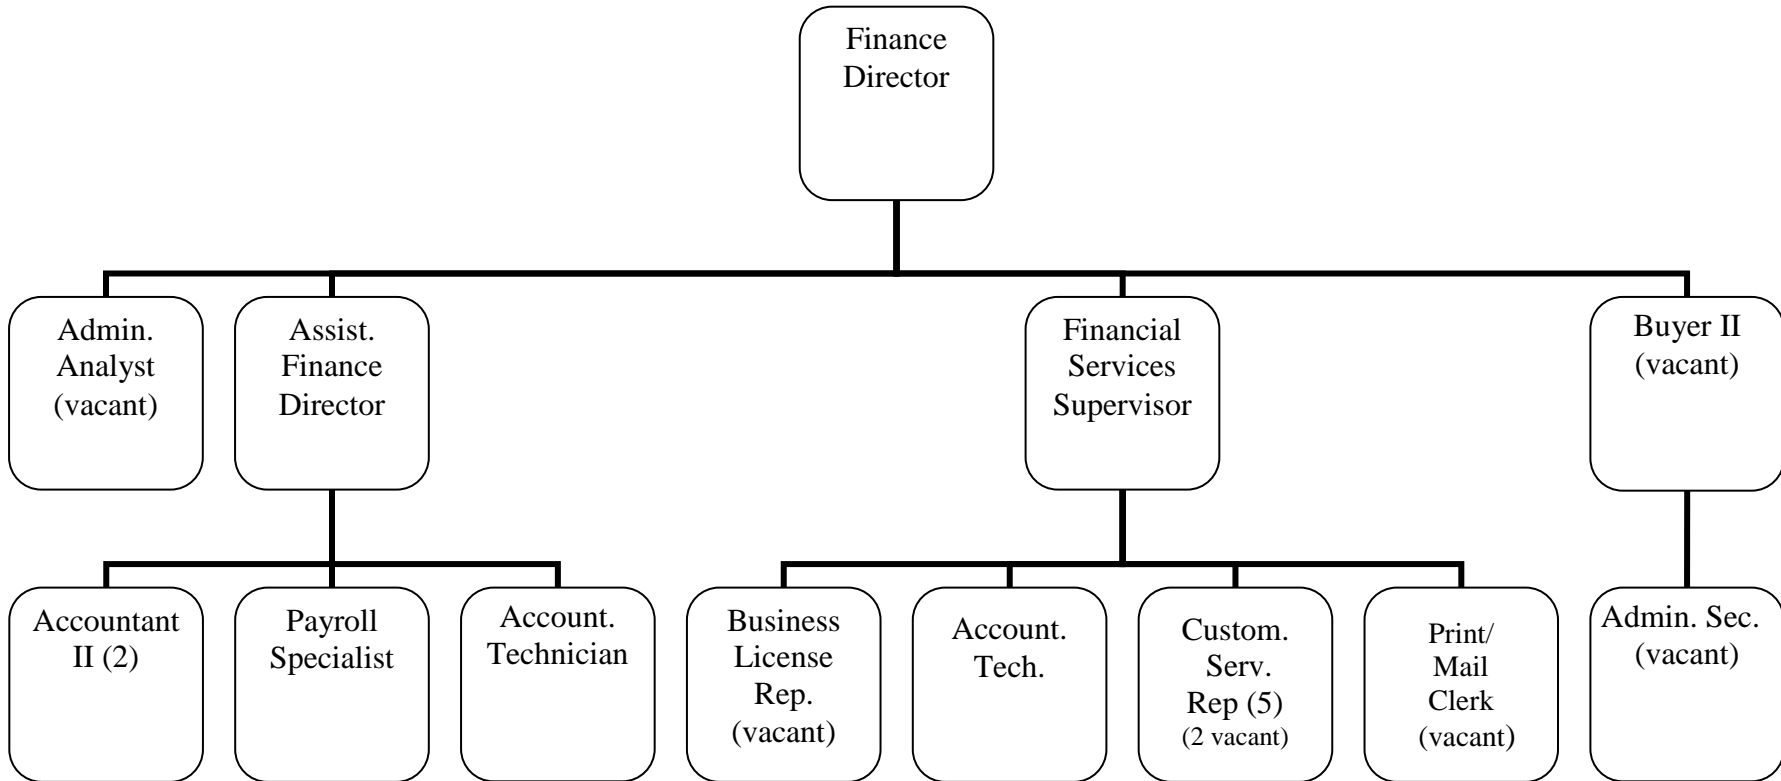 Finance
Director
Admin.
Analyst
(vacant)
Assist.
Finance
Director
Financial
Services
Supervisor
Buyer II
(vacant)
Accountant
II (2)
Payroll
Specialist
Account.
Technician
Business
License
Rep.
(vacant)
Account.
Tech.
Custom.
Serv.
Rep (5)
(2 vacant)
Print/
Mail
Clerk
(vacant)
Admin. Sec.
(vacant)